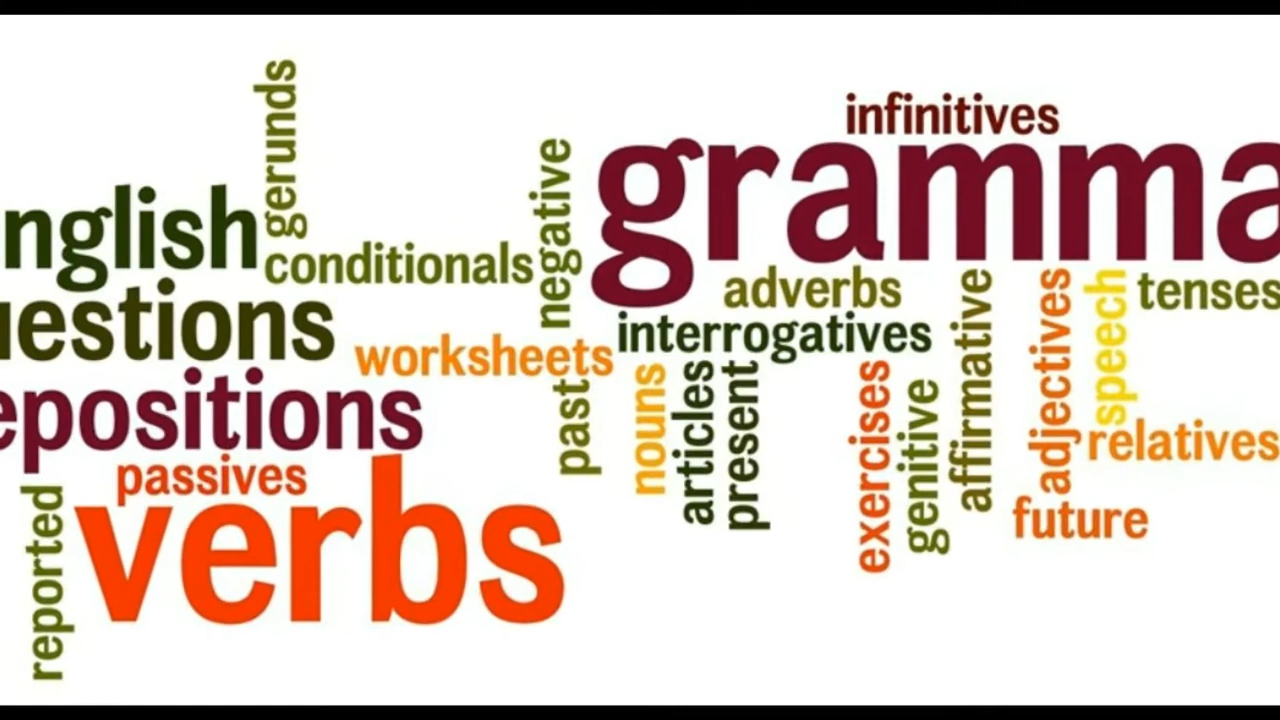 gerunds
infinitives
negative
gramma
nglish
conditionals
adverbs
affirmative
adjectives
speech
tenses
uestions
interrogatives
worksheets
past
nouns
articles
present
exercises
genitive
relatives
epositions
passives
future
verbs
reported